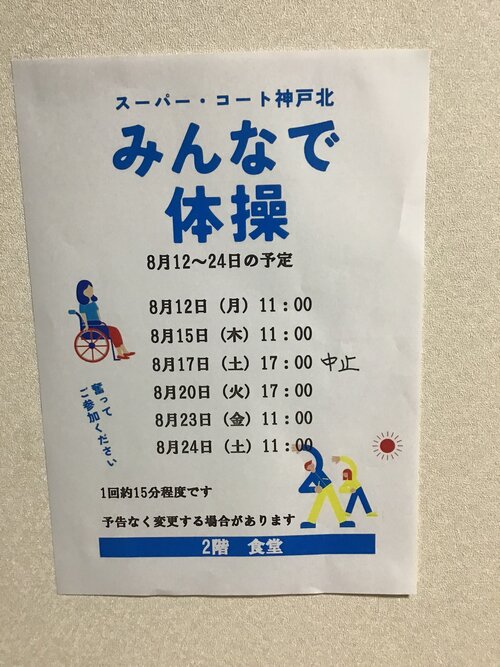 スーパー・コート神戸北
みんなで
体操
8月12～24日の予定
8月12日（月）11：00
8月15日（木）11：00
8月17日（土）17：00 中止
8月20日（火）17：00
8月23日（金）11：00
8月24日（土）11：00
奮って
ご参加ください
1回約15分程度です
予告なく変更する場合があります
2階　食堂